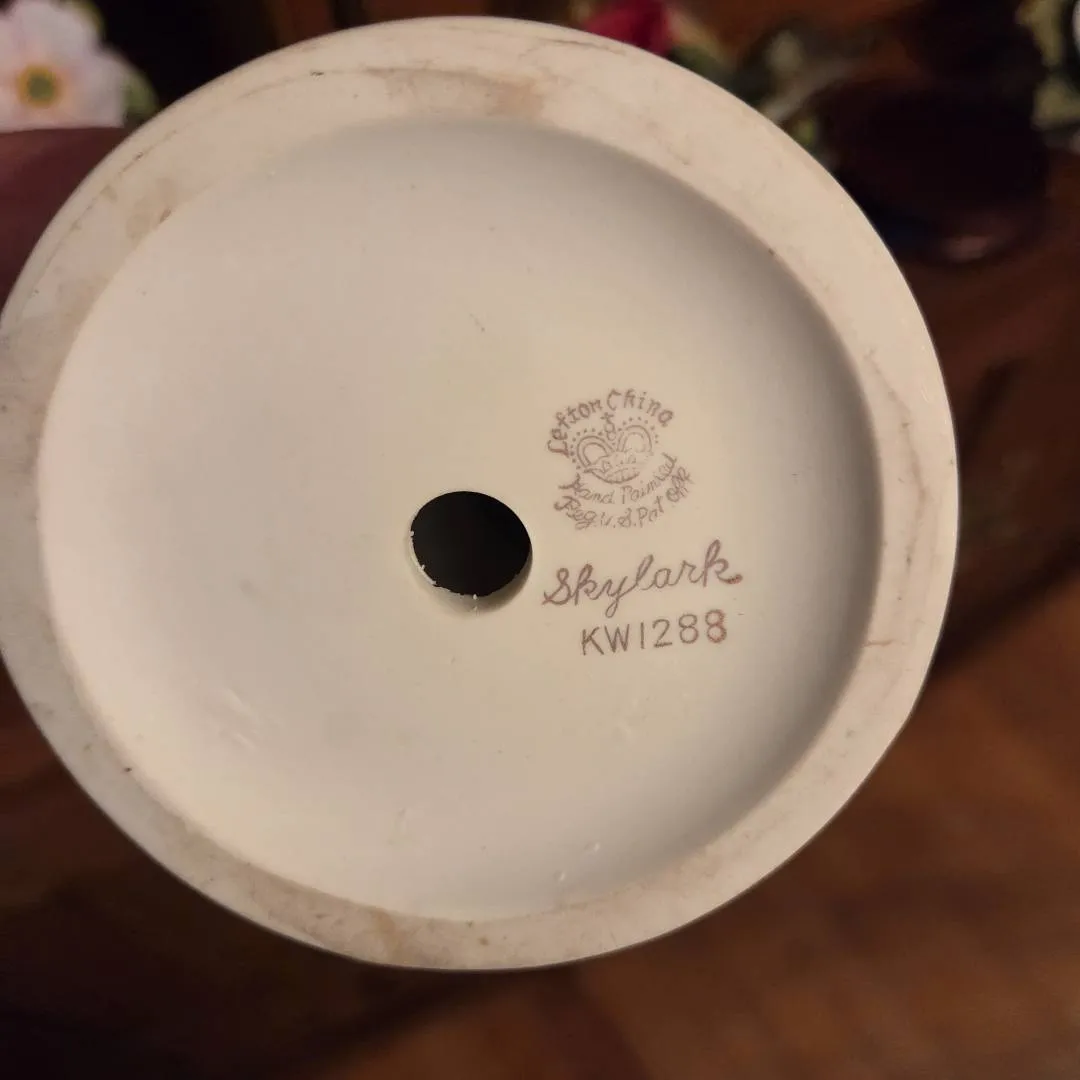 Lefton China
Hand Painted
Reg. U.S. Pat. Off.
Skylark
KW1288